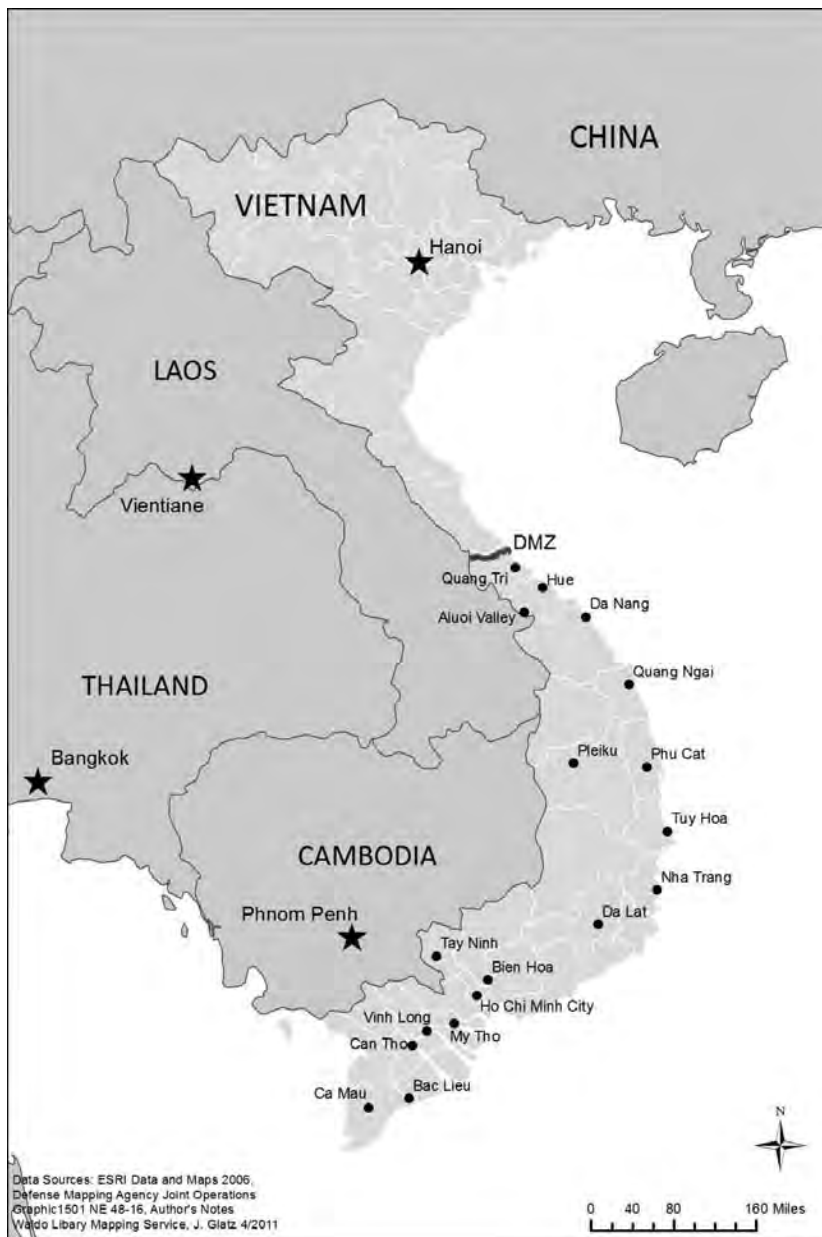 CHINA
VIETNAM
Hanoi
LAOS
Vientiane
DMZ
Quang Tri
Hue
Aluoi Valley
Da Nang
THAILAND
Quang Ngai
Bangkok
Pleiku
Phu Cat
Tuy Hoa
CAMBODIA
Nha Trang
Phnom Penh
Da Lat
Tay Ninh
Bien Hoa
Ho Chi Minh City
Vinh Long
My Tho
Can Tho
Ca Mau
Bac Lieu
N
Data Sources: ESRI Data and Maps 2006,
Defense Mapping Agency Joint Operations
Graphic1501 NE 48-16, Author's Notes
Waldo Libary Mapping Service, J. Glatz 4/2011
0 40 80 160 Miles